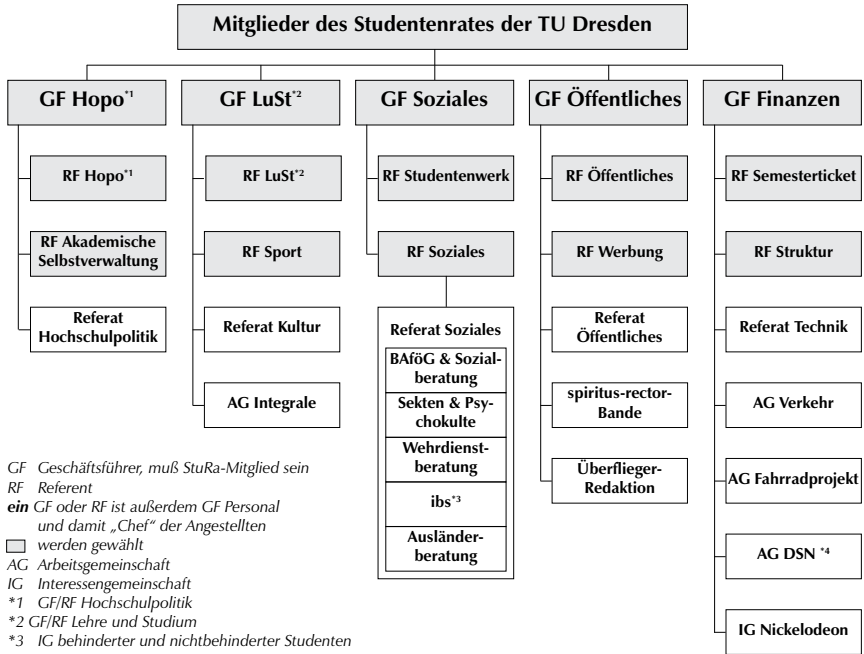 Mitglieder des Studentenrates der TU Dresden
GF Hopo*1
GF LuSt*2
GF Soziales
GF Öffentliches
GF Finanzen
RF Hopo*1
RF Akademische
Selbstverwaltung
Referat
Hochschulpolitik
RF LuSt*2
RF Sport
Referat Kultur
AG Integrale
RF Studentenwerk
RF Soziales
Referat Soziales
BAföG & Sozial-
beratung
Sekten & Psy-
chokulte
Wehrdienst-
beratung
ibs*3
Ausländer-
beratung
RF Öffentliches
RF Werbung
Referat
Öffentliches
spiritus-rector-
Bande
Überflieger-
Redaktion
RF Semesterticket
RF Struktur
Referat Technik
AG Verkehr
AG Fahrradprojekt
AG DSN *4
IG Nickelodeon
GF Geschäftsführer, muß StuRa-Mitglied sein
RF Referent
ein GF oder RF ist außerdem GF Personal
und damit „Chef“ der Angestellten
werden gewählt
AG Arbeitsgemeinschaft
IG Interessengemeinschaft
*1 GF/RF Hochschulpolitik
*2 GF/RF Lehre und Studium
*3 IG behinderter und nichtbehinderter Studenten